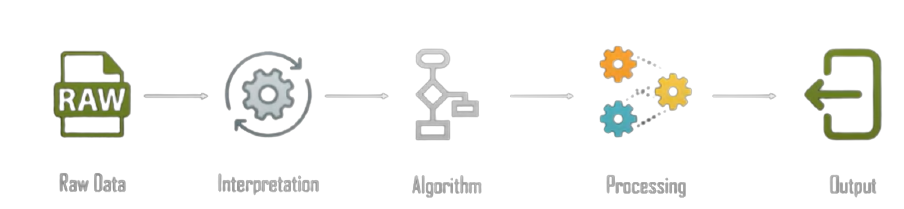 RAW
Raw Data
Interpretation
Algorithm
Processing
Output